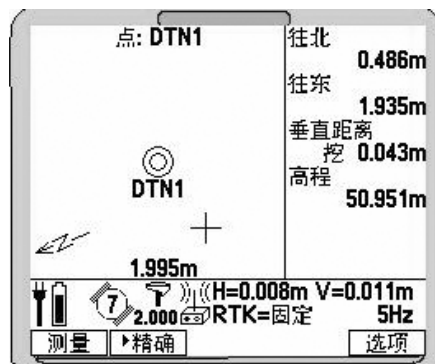 点: DTN1
往北
0.486m
往东
1.935m
垂直距离
挖 0.043m
高程
50.951m
DTN1
1.995m
7
2.000
H=0.008m V=0.011m
RTK=固定 5Hz
测量
精确
选项